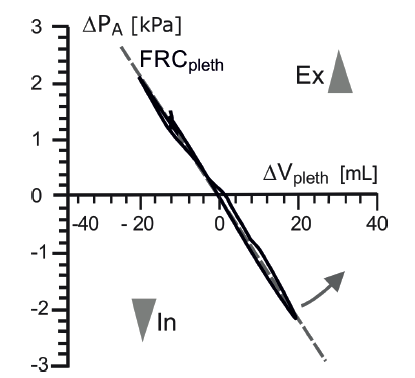 3
ΔP_A [kPa]
FRC_pleth
Ex
2
1
ΔV_pleth [mL]
0
-40 - 20 0 20 40
-1
-2
In
-3